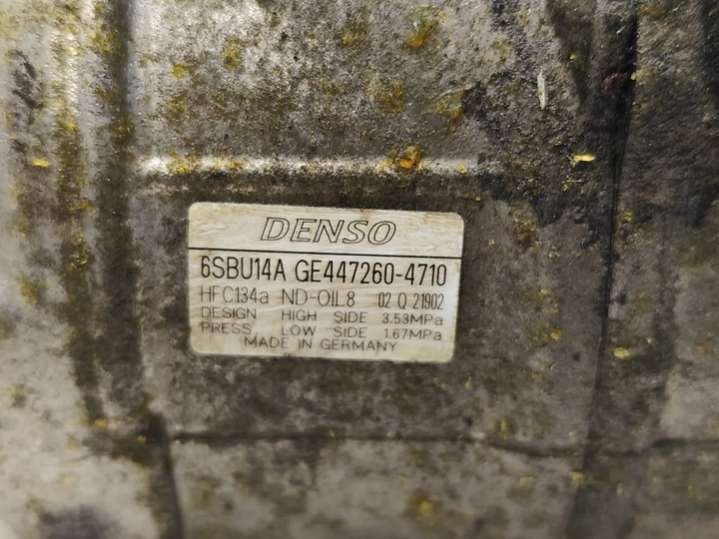 DENSO
6SBU14A GE447260-4710
HFC134a ND-OIL8 02 Q 21902
DESIGN HIGH SIDE 3.53MPa
PRESS LOW SIDE 1.67MPa
MADE IN GERMANY